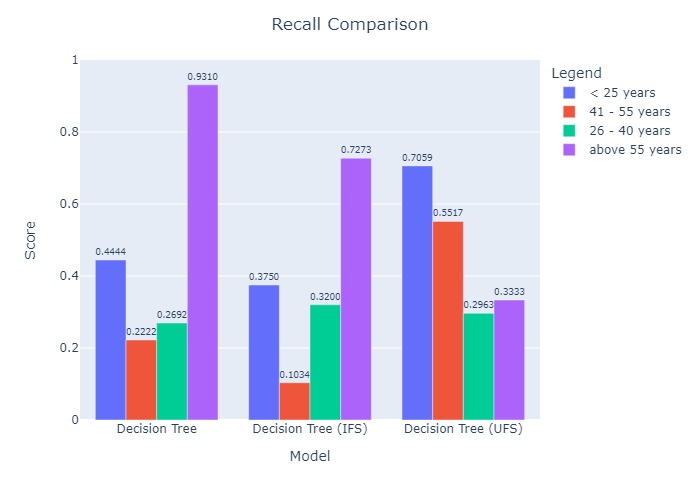 Recall Comparison
Legend
< 25 years
41 - 55 years
26 - 40 years
above 55 years
Score
1
0.8
0.6
0.4
0.2
0
0.4444
0.2222
0.2692
0.9310
0.3750
0.1034
0.3200
0.7273
0.7059
0.5517
0.2963
0.3333
Decision Tree
Decision Tree (IFS)
Decision Tree (UFS)
Model